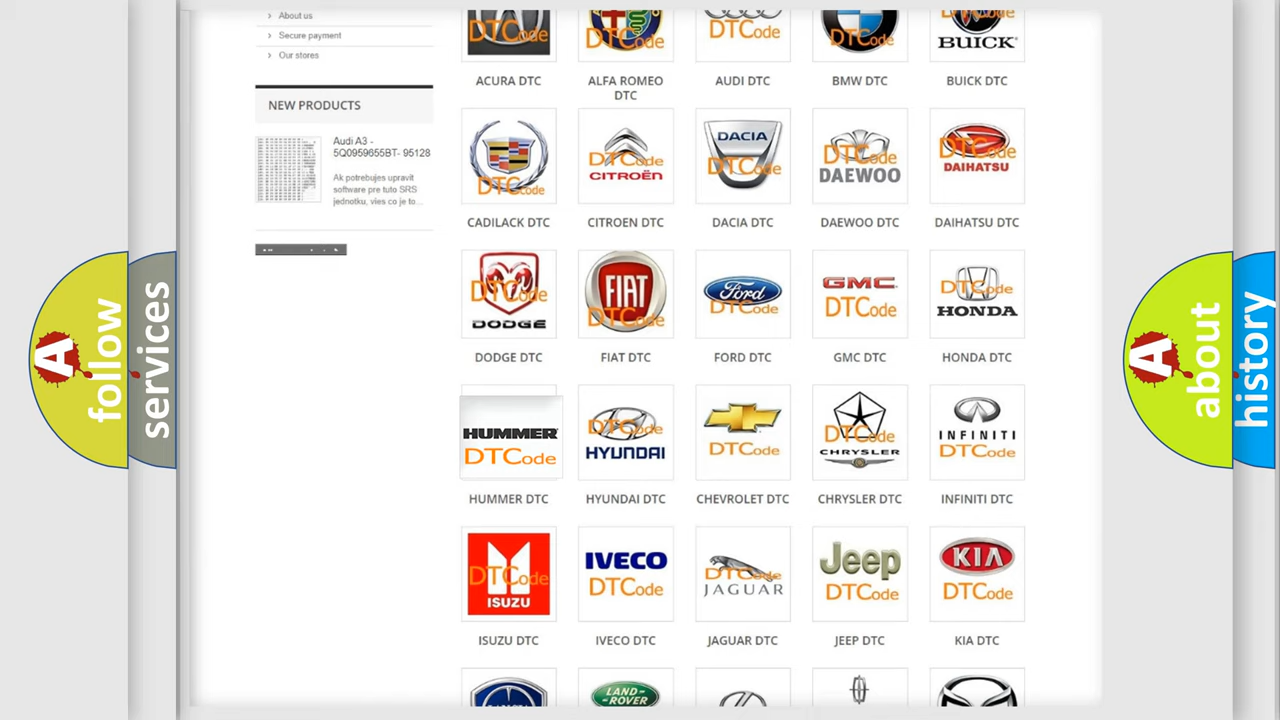 About us
Secure payment
Our stores
NEW PRODUCTS
Audi A3 -
5Q0959655BT- 95128
Ak potrebujes upravit
software pre tuto SRS
jednotku, vies co je to...
A
follow
services
A
about
history
DTCode
DTCode
DTCode
DTCode
BUICK
ACURA DTC
ALFA ROMEO
DTC
AUDI DTC
BMW DTC
BUICK DTC
DTCode
DTCode
CITROËN
DACIA
DTCode
DTCode
DAEWOO
DTCode
DAIHATSU
CADILACK DTC
CITROEN DTC
DACIA DTC
DAEWOO DTC
DAIHATSU DTC
DTCode
DODGE
FIAT
DTCode
Ford
DTCode
GMC
DTCode
DTCode
HONDA
DODGE DTC
FIAT DTC
FORD DTC
GMC DTC
HONDA DTC
HUMMER
DTCode
DTCode
HYUNDAI
DTCode
DTCode
CHRYSLER
INFINITI
DTCode
HUMMER DTC
HYUNDAI DTC
CHEVROLET DTC
CHRYSLER DTC
INFINITI DTC
DTCode
ISUZU
IVECO
DTCode
DTCode
JAGUAR
Jeep
DTCode
KIA
DTCode
ISUZU DTC
IVECO DTC
JAGUAR DTC
JEEP DTC
KIA DTC
LAND-
ROVER